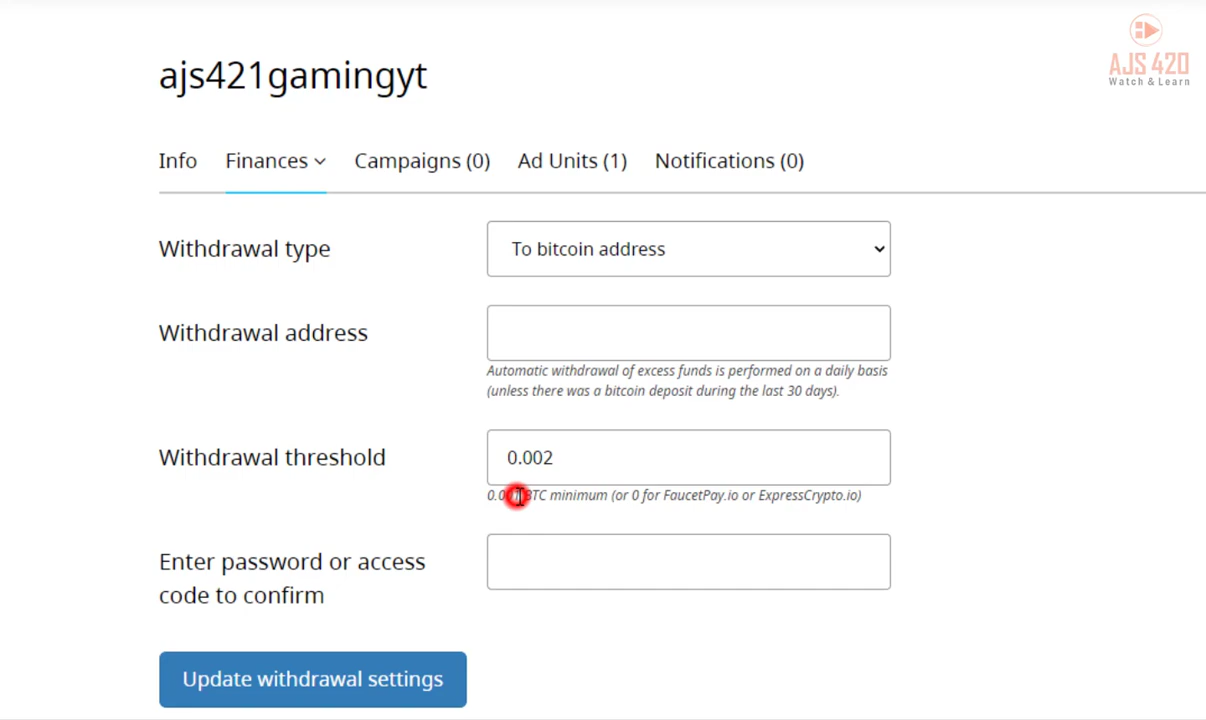 AJS 420
Watch & Learn
ajs421gamingyt
Info Finances Campaigns (0) Ad Units (1) Notifications (0)
Withdrawal type
To bitcoin address
Withdrawal address
Automatic withdrawal of excess funds is performed on a daily basis
(unless there was a bitcoin deposit during the last 30 days).
Withdrawal threshold
0.002
BTC minimum (or 0 for FaucetPay.io or ExpressCrypto.io)
Enter password or access
code to confirm
Update withdrawal settings